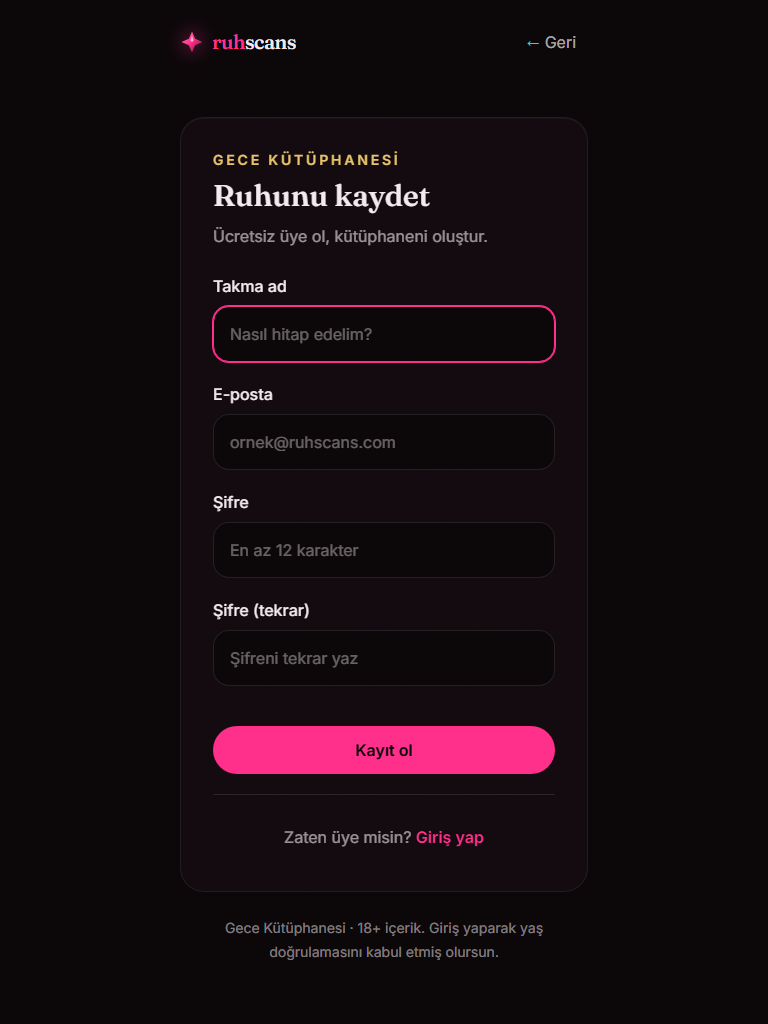 ruhscans
← Geri
GECE KÜTÜPHANESİ
Ruhunu kaydet
Ücretsiz üye ol, kütüphaneni oluştur.
Takma ad
Nasıl hitap edelim?
E-posta
ornek@ruhscans.com
Şifre
En az 12 karakter
Şifre (tekrar)
Şifreni tekrar yaz
Kayıt ol
Zaten üye misin? Giriş yap
Gece Kütüphanesi · 18+ içerik. Giriş yaparak yaş
doğrulamasını kabul etmiş olursun.